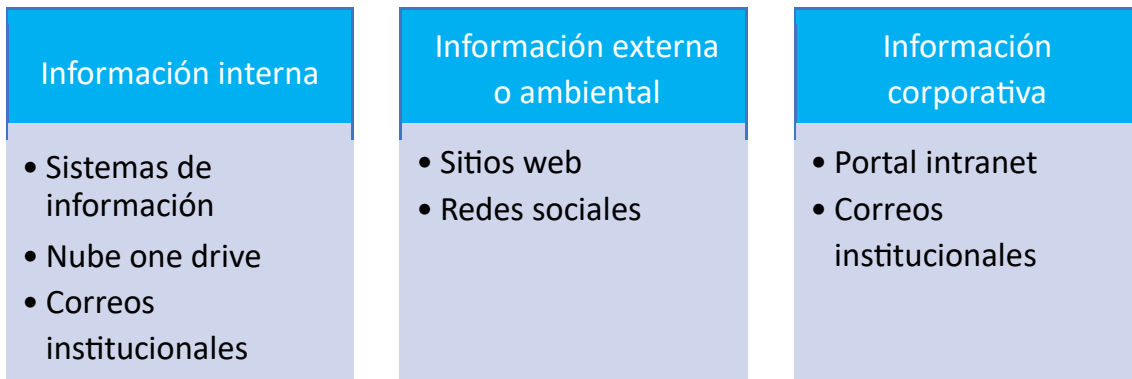 Información interna
• Sistemas de
información
• Nube one drive
• Correos
institucionales
Información externa
o ambiental
• Sitios web
• Redes sociales
Información
corporativa
• Portal intranet
• Correos
institucionales